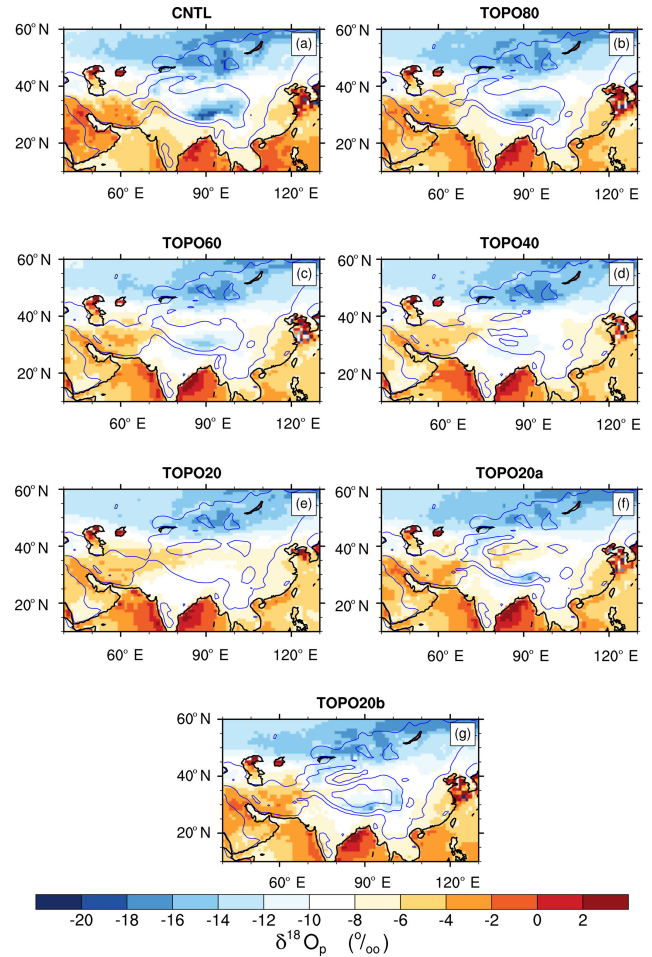 CNTL
TOPO80
60° N
(a)
60° N
(b)
40° N
40° N
20° N
20° N
60° E
90° E
120° E
60° E
90° E
120° E
TOPO60
TOPO40
60° N
(c)
60° N
(d)
40° N
40° N
20° N
20° N
60° E
90° E
120° E
60° E
90° E
120° E
TOPO20
TOPO20a
60° N
(e)
60° N
(f)
40° N
40° N
20° N
20° N
60° E
90° E
120° E
60° E
90° E
120° E
TOPO20b
60° N
(g)
40° N
20° N
60° E
90° E
120° E
-20 -18 -16 -14 -12 -10 -8 -6 -4 -2 0 2
δ¹⁸Oₚ (°/ₒₒ)